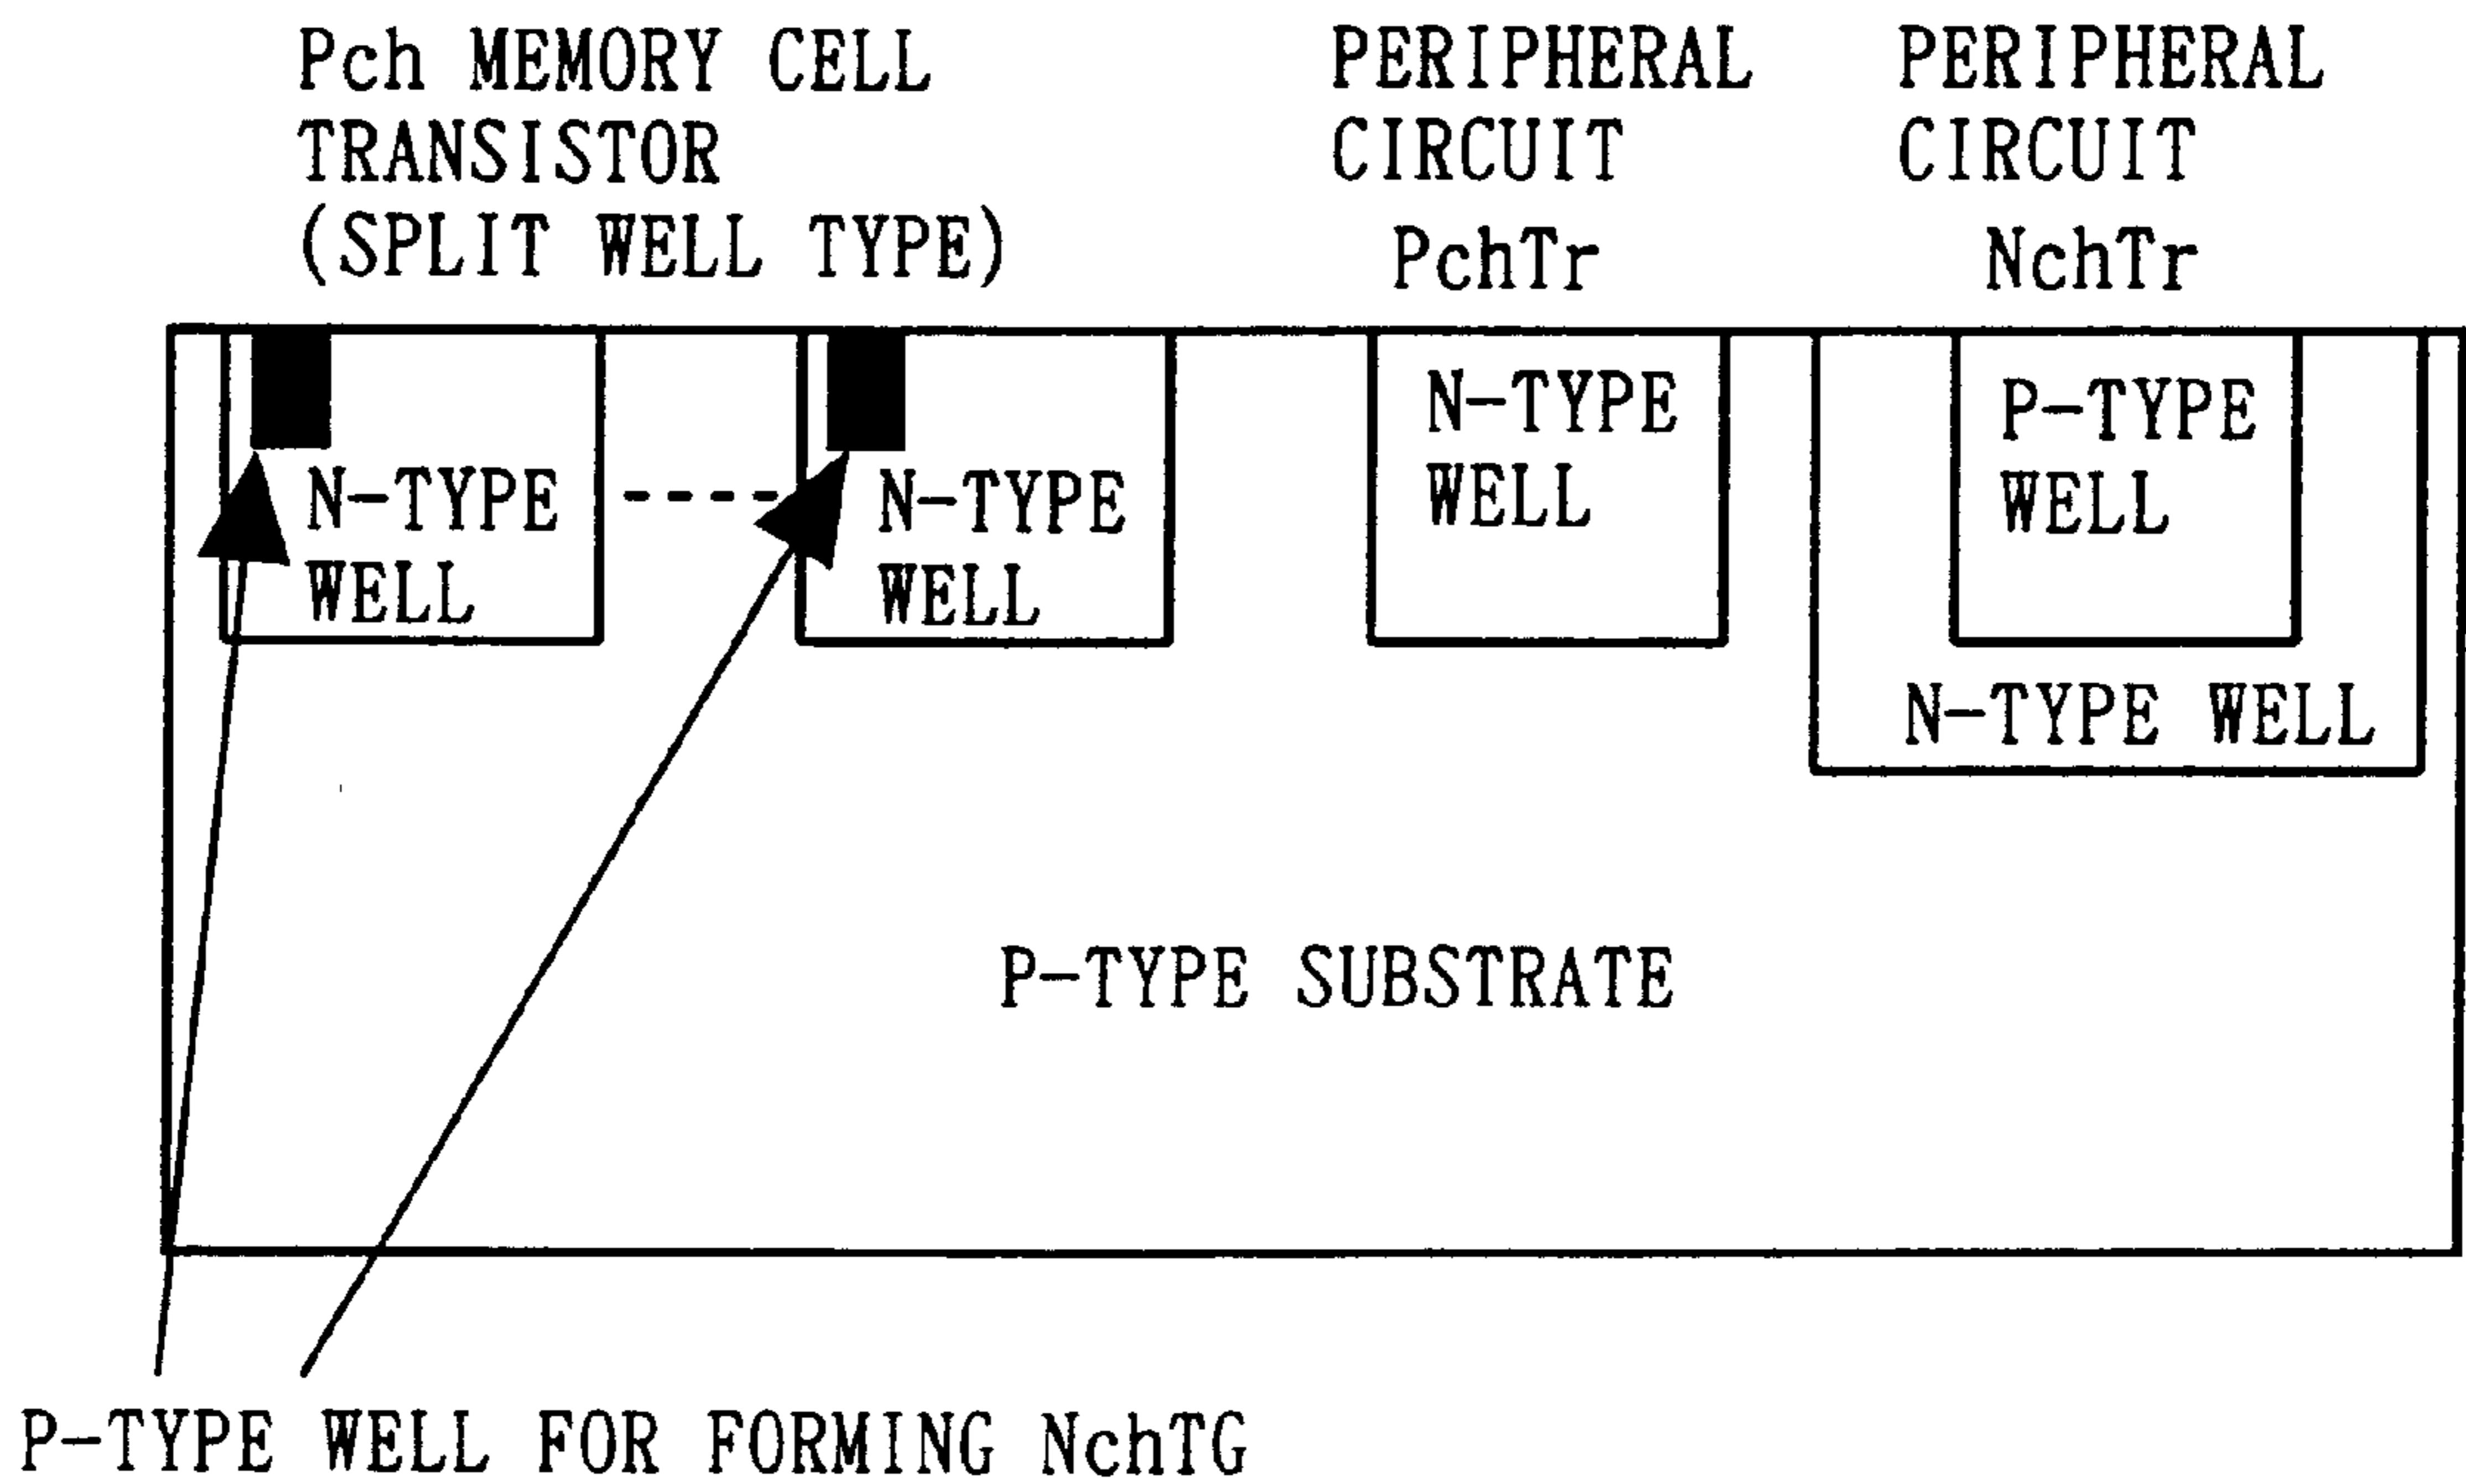 Pch MEMORY CELL
TRANSISTOR
(SPLIT WELL TYPE)
PERIPHERAL
CIRCUIT
PchTr
PERIPHERAL
CIRCUIT
NchTr
N-TYPE
WELL
N-TYPE
WELL
N-TYPE
WELL
P-TYPE
WELL
N-TYPE WELL
P-TYPE SUBSTRATE
P-TYPE WELL FOR FORMING NchTG